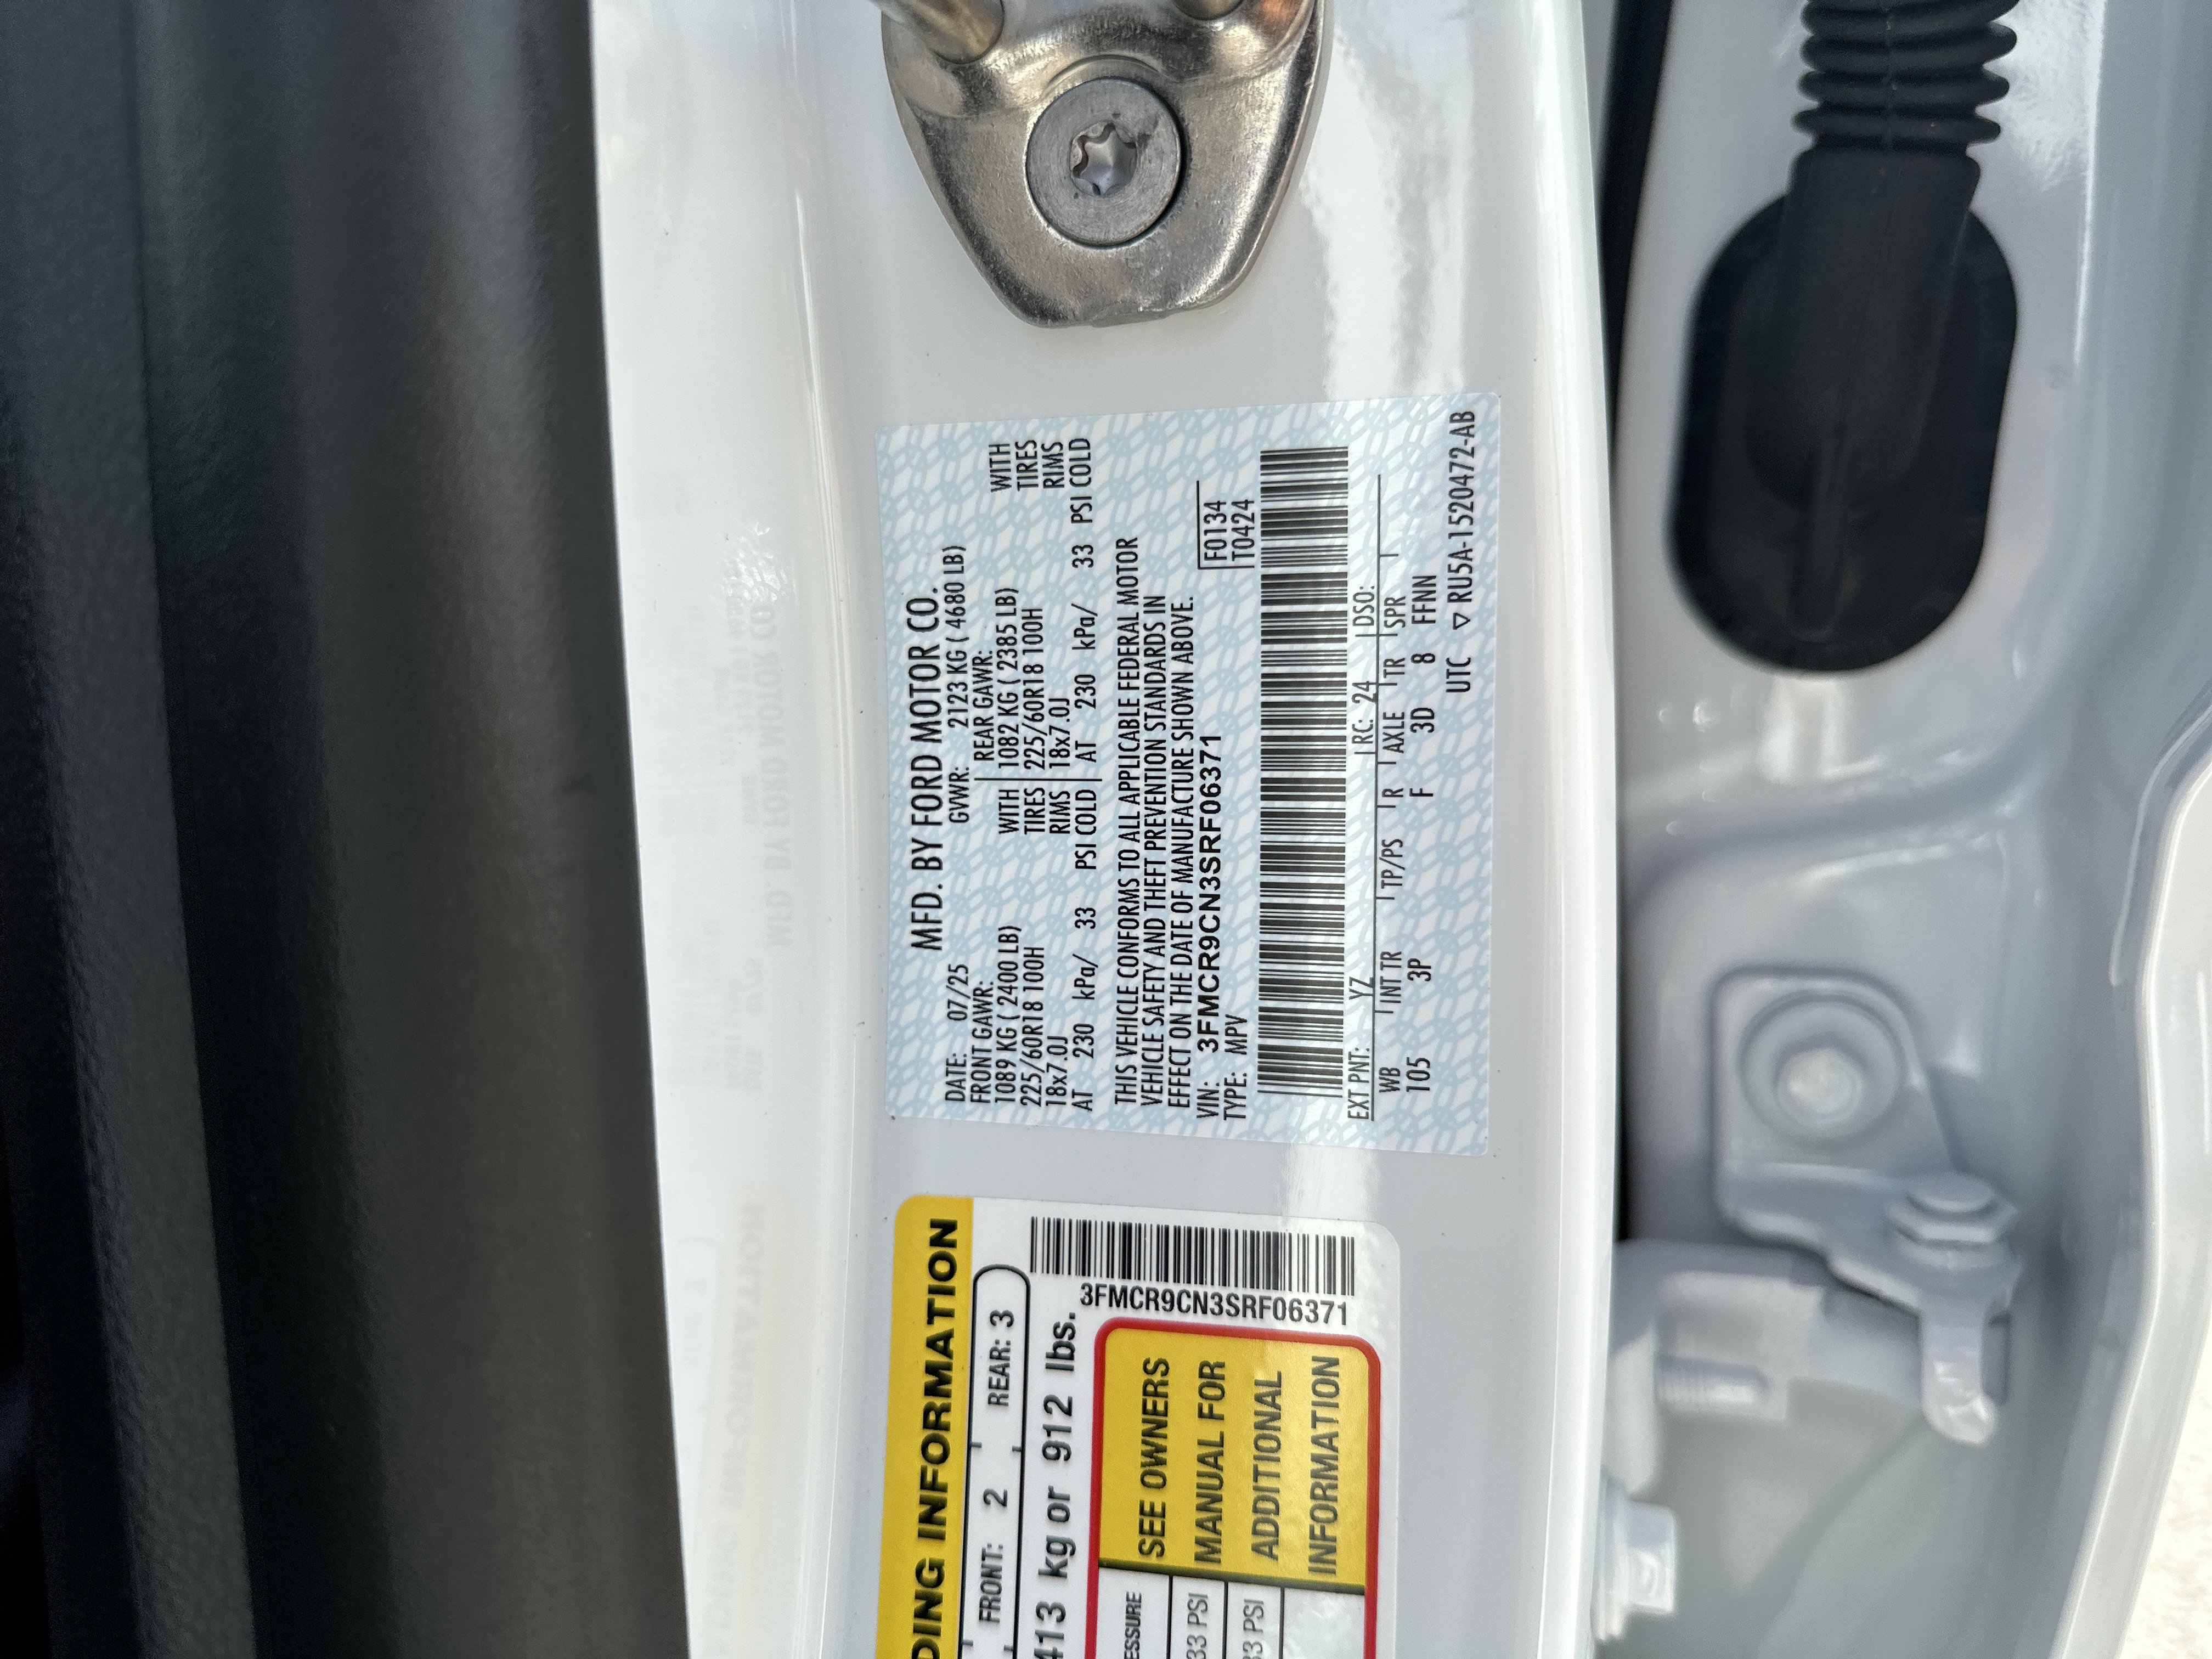 MFD. BY FORD MOTOR CO.
DATE: 07/25 GVWR: 2123 KG ( 4680 LB)
FRONT GAWR: REAR GAWR:
1089 KG ( 2400 LB) WITH 1082 KG ( 2385 LB) WITH
225/60R18 100H TIRES 225/60R18 100H TIRES
18x7.0J RIMS 18x7.0J RIMS
AT 230 kPa/ 33 PSI COLD AT 230 kPa/ 33 PSI COLD
THIS VEHICLE CONFORMS TO ALL APPLICABLE FEDERAL MOTOR
VEHICLE SAFETY AND THEFT PREVENTION STANDARDS IN
EFFECT ON THE DATE OF MANUFACTURE SHOWN ABOVE.
VIN: 3FMCR9CN3SRF06371 F0134
TYPE: MPV T0424
EXT PNT: YZ RC: 24 DSO:
WB INT TR TP/PS R AXLE TR SPR
105 3P F 3D 8 FFNN
UTC ▽ RU5A-1520472-AB
DING INFORMATION
FRONT: 2 REAR: 3
413 kg or 912 lbs.
3FMCR9CN3SRF06371
ESSURE
33 PSI
33 PSI
SEE OWNERS
MANUAL FOR
ADDITIONAL
INFORMATION